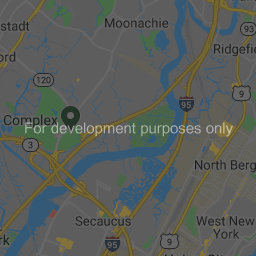 Moonachie
stadt
93
Ridgefie
ord
120
9
95
Complex
For development purposes only
3
North Berg
Secaucus
West New
York
rk
95
9